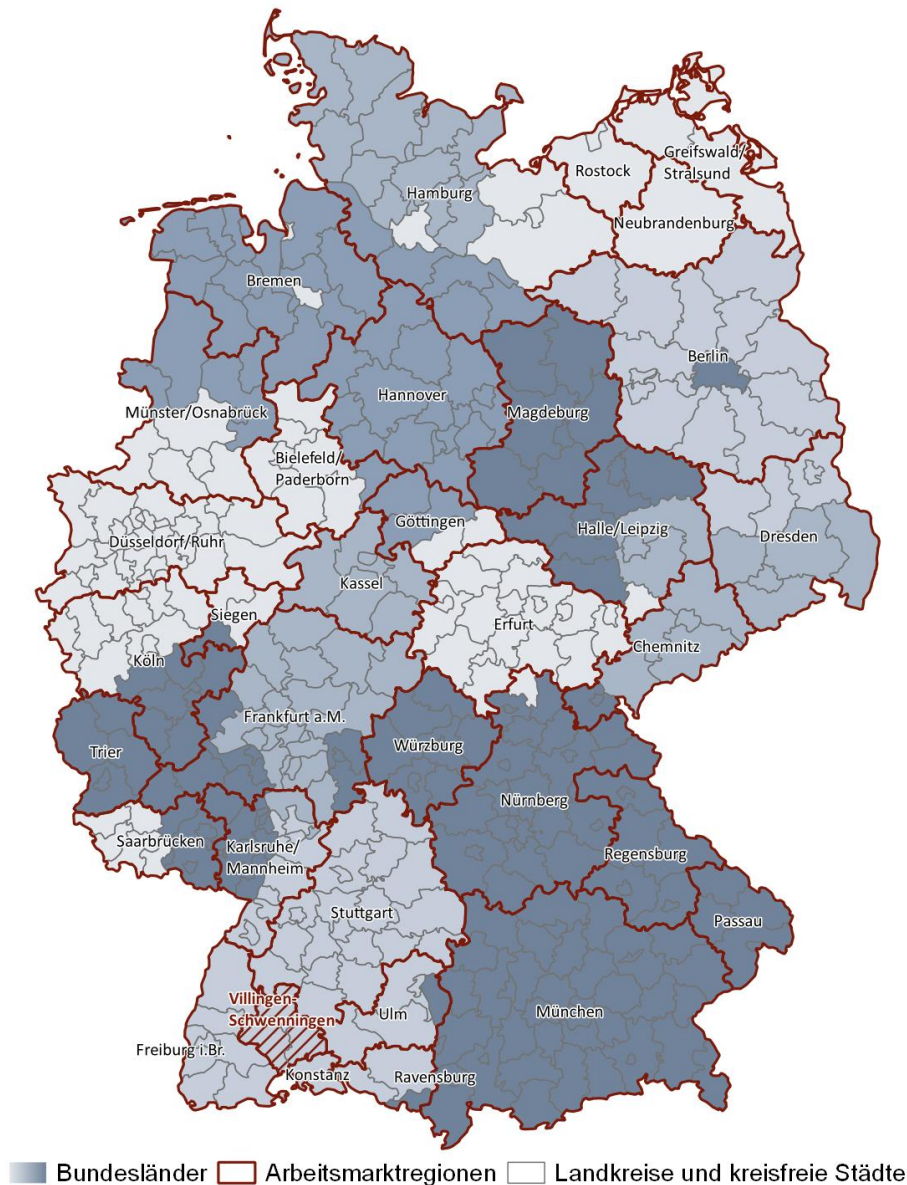 Rostock
Greifswald/
Stralsund
Hamburg
Neubrandenburg
Bremen
Berlin
Hannover
Münster/Osnabrück
Magdeburg
Bielefeld/
Paderborn
Göttingen
Halle/Leipzig
Düsseldorf/Ruhr
Dresden
Kassel
Siegen
Erfurt
Chemnitz
Köln
Frankfurt a.M.
Trier
Würzburg
Nürnberg
Saarbrücken
Karlsruhe/
Mannheim
Regensburg
Stuttgart
Passau
Villingen-
Schwenningen
Ulm
München
Freiburg i.Br.
Konstanz
Ravensburg
Bundesländer
Arbeitsmarktregionen
Landkreise und kreisfreie Städte